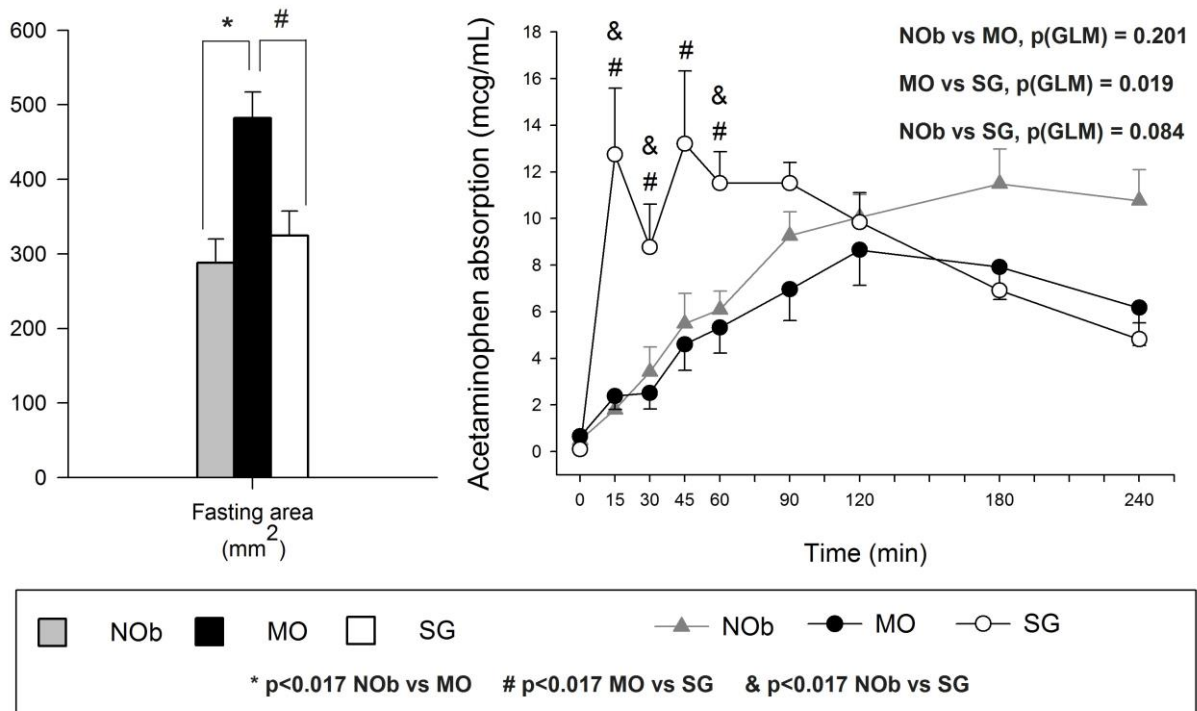 600
500
400
300
200
100
0
*
#
Fasting area
(mm2)
Acetaminophen absorption (mcg/mL)
18
16
14
12
10
8
6
4
2
0
&
#
&
#
#
&
#
NOb vs MO, p(GLM) = 0.201
MO vs SG, p(GLM) = 0.019
NOb vs SG, p(GLM) = 0.084
0 15 30 45 60 90 120 180 240
Time (min)
NOb MO SG
NOb MO SG
* p<0.017 NOb vs MO # p<0.017 MO vs SG & p<0.017 NOb vs SG